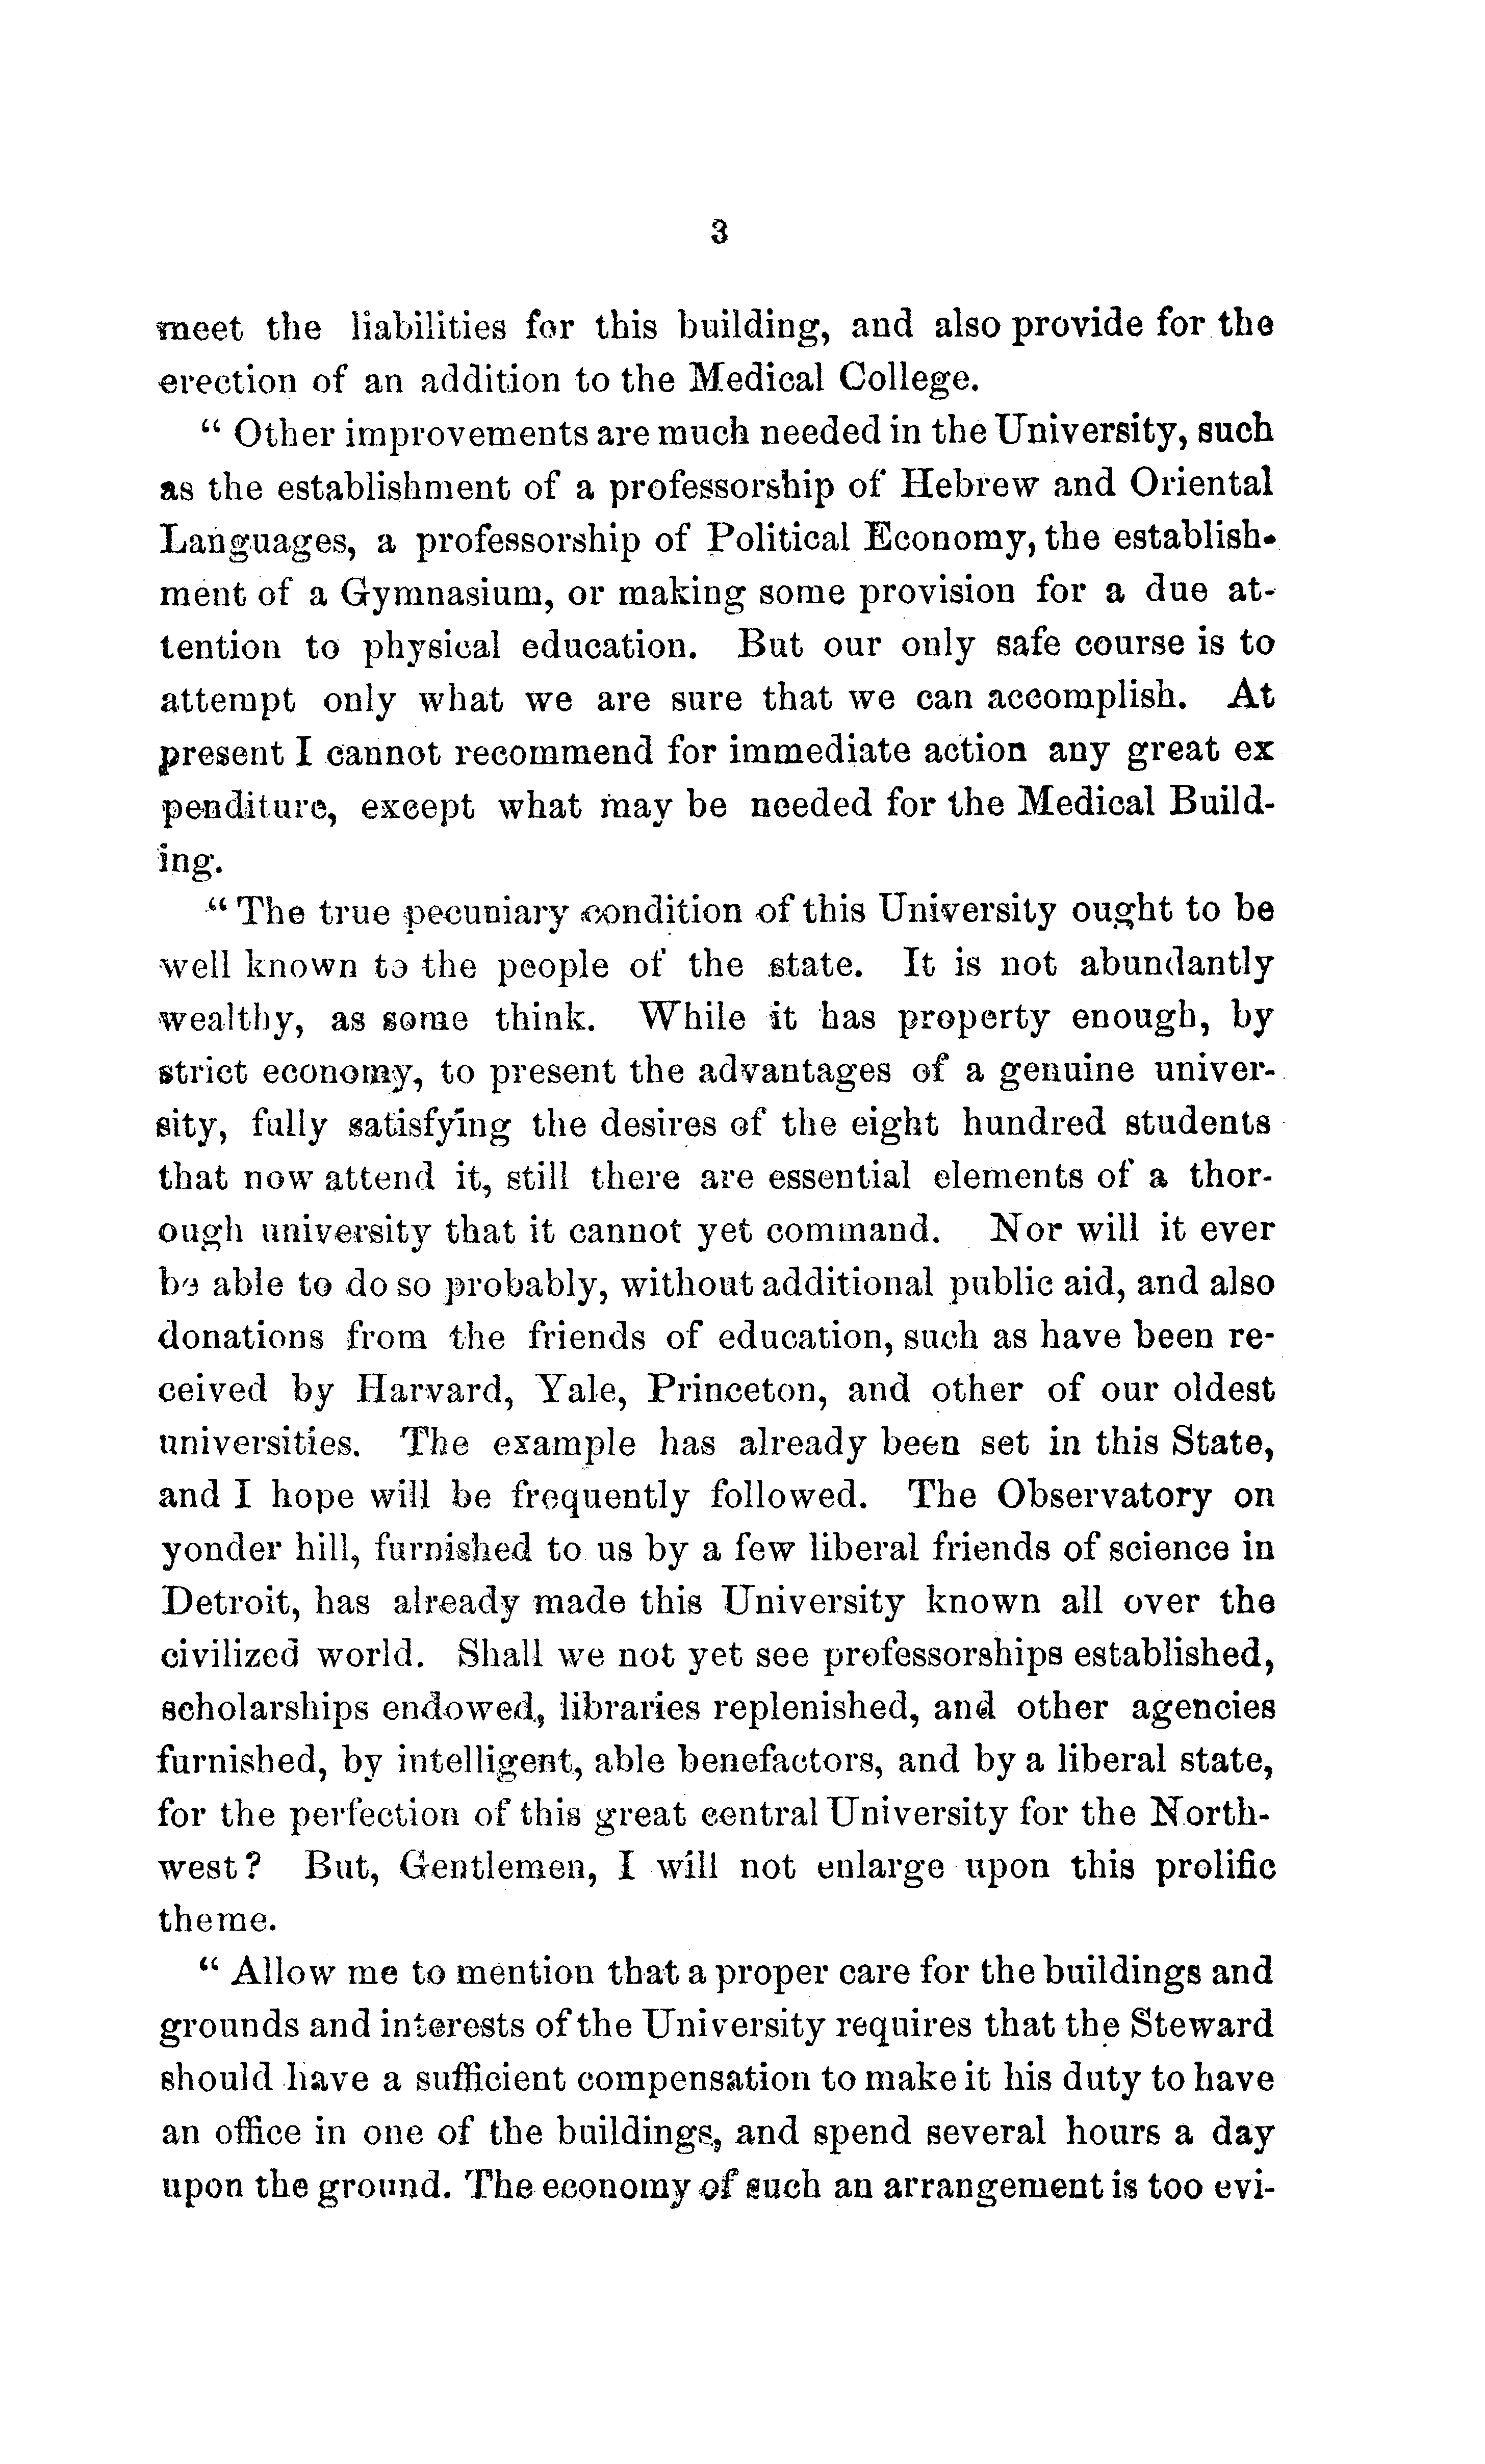 3
meet the liabilities for this building, and also provide for the
erection of an addition to the Medical College.
“ Other improvements are much needed in the University, such
as the establishment of a professorship of Hebrew and Oriental
Languages, a professorship of Political Economy, the establish-
ment of a Gymnasium, or making some provision for a due at-
tention to physical education. But our only safe course is to
attempt only what we are sure that we can accomplish. At
present I cannot recommend for immediate action any great ex
penditure, except what may be needed for the Medical Build-
ing.
“ The true pecuniary condition of this University ought to be
well known to the people of the state. It is not abundantly
wealthy, as some think. While it has property enough, by
strict economy, to present the advantages of a genuine univer-
sity, fully satisfying the desires of the eight hundred students
that now attend it, still there are essential elements of a thor-
ough university that it cannot yet command. Nor will it ever
be able to do so probably, without additional public aid, and also
donations from the friends of education, such as have been re-
ceived by Harvard, Yale, Princeton, and other of our oldest
universities. The example has already been set in this State,
and I hope will be frequently followed. The Observatory on
yonder hill, furnished to us by a few liberal friends of science in
Detroit, has already made this University known all over the
civilized world. Shall we not yet see professorships established,
scholarships endowed, libraries replenished, and other agencies
furnished, by intelligent, able benefactors, and by a liberal state,
for the perfection of this great central University for the North-
west? But, Gentlemen, I will not enlarge upon this prolific
theme.
“ Allow me to mention that a proper care for the buildings and
grounds and interests of the University requires that the Steward
should have a sufficient compensation to make it his duty to have
an office in one of the buildings, and spend several hours a day
upon the ground. The economy of such an arrangement is too evi-